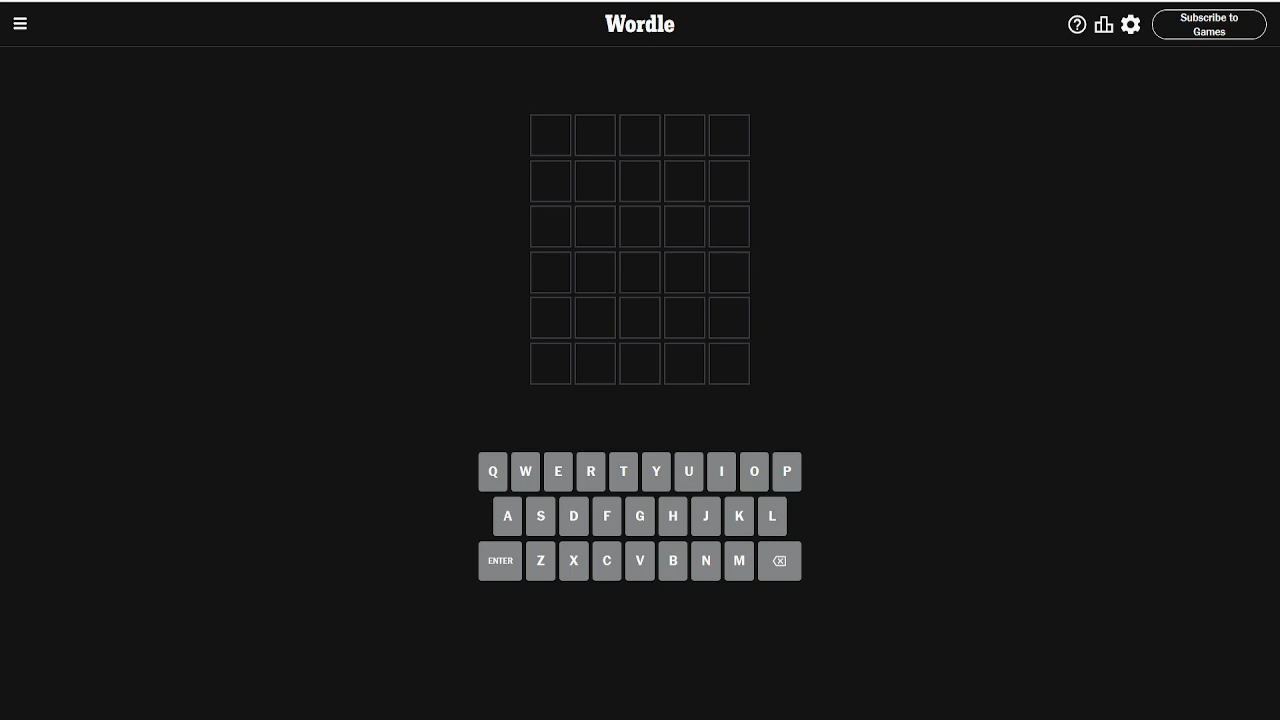 Wordle
Subscribe to
Games
Q W E R T Y U I O P
A S D F G H J K L
ENTER Z X C V B N M